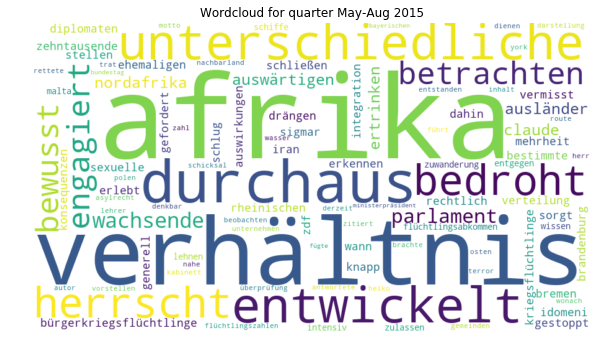 Wordcloud for quarter May-Aug 2015
diplomaten
motto
schiffe
bayerischen
dienen
darstellung
unterschiedliche
zehntausende
trat
bundestag
nachbarland
york
stellen
ehemaligen
schließen
entstanden
inhalt
rettete
nordafrika
auswärtigen
betrachten
malta
afrika
zahl
gefordert
auswirkungen
drängen
integration
ertrinken
vermisst
route
bewusst
engagiert
konsequenzen
schlug
sigmar
dahin
ausländer
wasser
claude
mehrheit
iran
führt
bestimmte
herr
sexuelle
schicksal
erkennen
zuwanderung
entgegen
polen
erlebt
asylrecht
durchaus
bedroht
denkbar
rheinischen
rechtlich
verteilung
lehrer
wachsende
zdf
derzeit
ministerpräsident
parlament
sorgt
beobachten
zitiert
flüchtlingsabkommen
wissen
unternehmen
verhältnis
generell
fügte
wann
brachte
kriegsflüchtlinge
brandenburg
lehnen
osten
bremen
nahe
knapp
terror
wonach
kabinett
autor
vorstellen
überprüfung
antwortete
heiko
herrscht
entwickelt
idomeni
bürgerkriegsflüchtlinge
flüchtlingszahlen
intensiv
zulassen
gemeinden
gestoppt